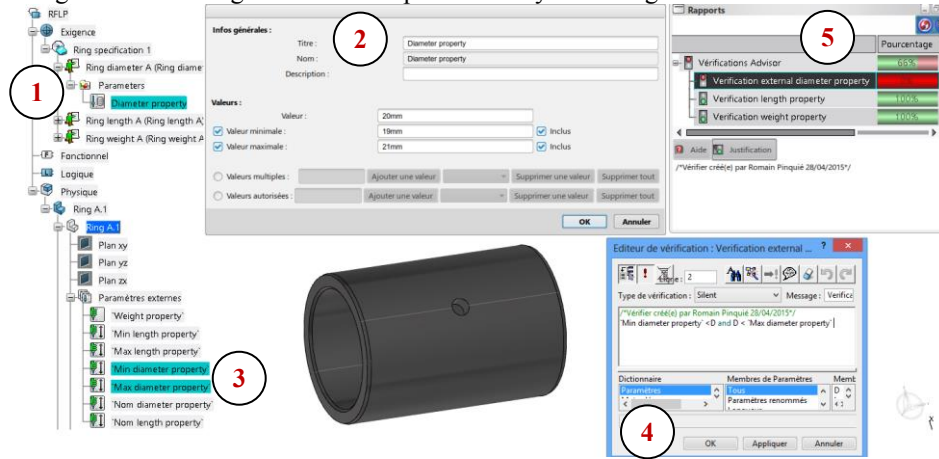 RFLP
Exigence
Ring specification 1
Ring diameter A (Ring diame
Parameters
Diameter property
Ring length A (Ring length A)
Ring weight A (Ring weight A
Fonctionnel
Logique
Physique
Ring A.1
Ring A.1
Plan xy
Plan yz
Plan zx
Paramètres externes
`Weight property`
`Min length property`
`Max length property`
`Min diameter property`
`Max diameter property`
`Nom diameter property`
`Nom length property`
1
3
Infos générales :
2
Titre :
Diameter property
Nom :
Diameter property
Description :
Valeurs :
Valeur :
20mm
Valeur minimale :
19mm
Inclus
Valeur maximale :
21mm
Inclus
Valeurs multiples :
Ajouter une valeur
Supprimer une valeur
Supprimer tout
Valeurs autorisées :
Ajouter une valeur
Supprimer une valeur
Supprimer tout
OK
Annuler
Rapports
5
Pourcentage
Vérifications Advisor
66%
Verification external diameter property
Verification length property
100%
Verification weight property
100%
Aide
Justification
/*Vérifier créé(e) par Romain Pinquié 28/04/2015*/
Editeur de vérification : Verification external ...
?
x
Ligne :
2
Type de vérification :
Silent
Message :
Verifica
/*Vérifier créé(e) par Romain Pinquié 28/04/2015*/
`Min diameter property` <D and D < `Max diameter property`
Dictionnaire
Membres de Paramètres
Memb
Paramètres
Tous
D
Paramètres renommés
4
OK
Appliquer
Annuler